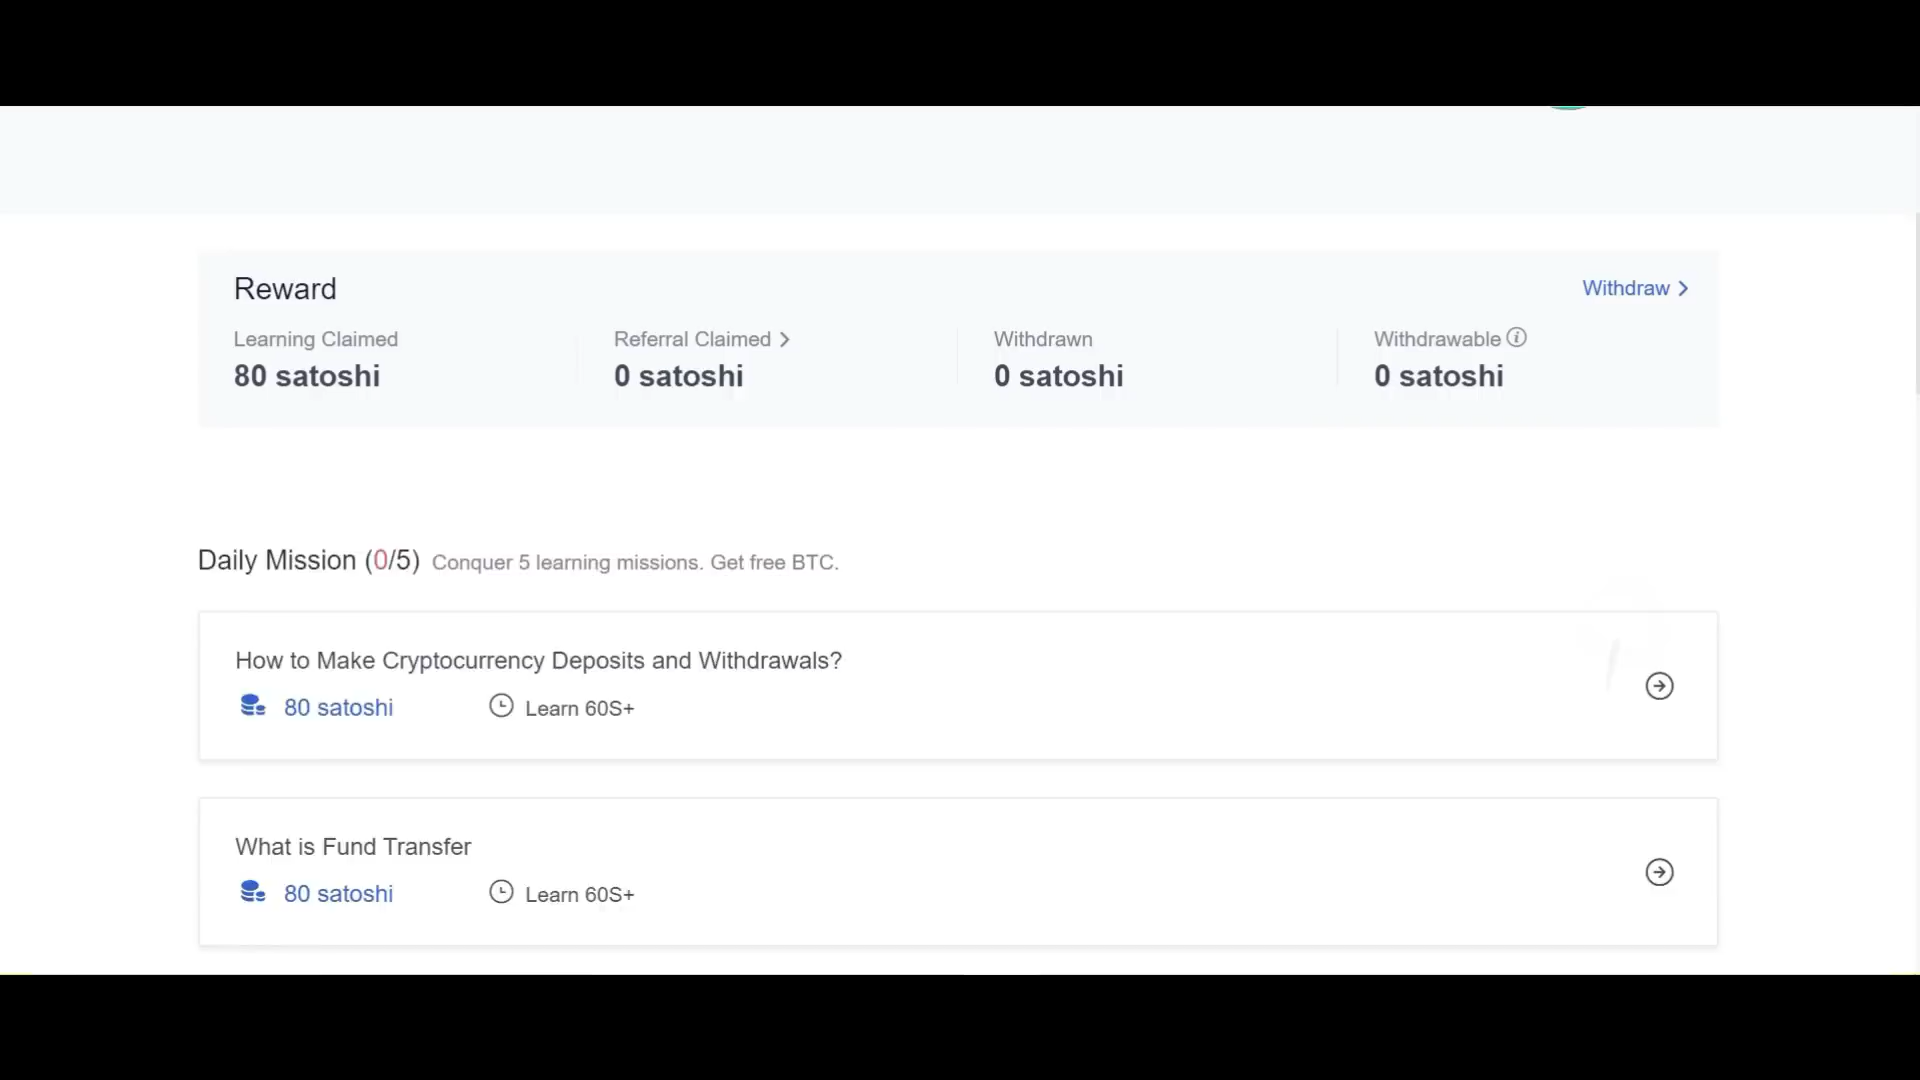 Reward
Withdraw
Learning Claimed
Referral Claimed
Withdrawn
Withdrawable
80 satoshi
0 satoshi
0 satoshi
0 satoshi
Daily Mission (0/5) Conquer 5 learning missions. Get free BTC.
How to Make Cryptocurrency Deposits and Withdrawals?
80 satoshi
Learn 60S+
What is Fund Transfer
80 satoshi
Learn 60S+